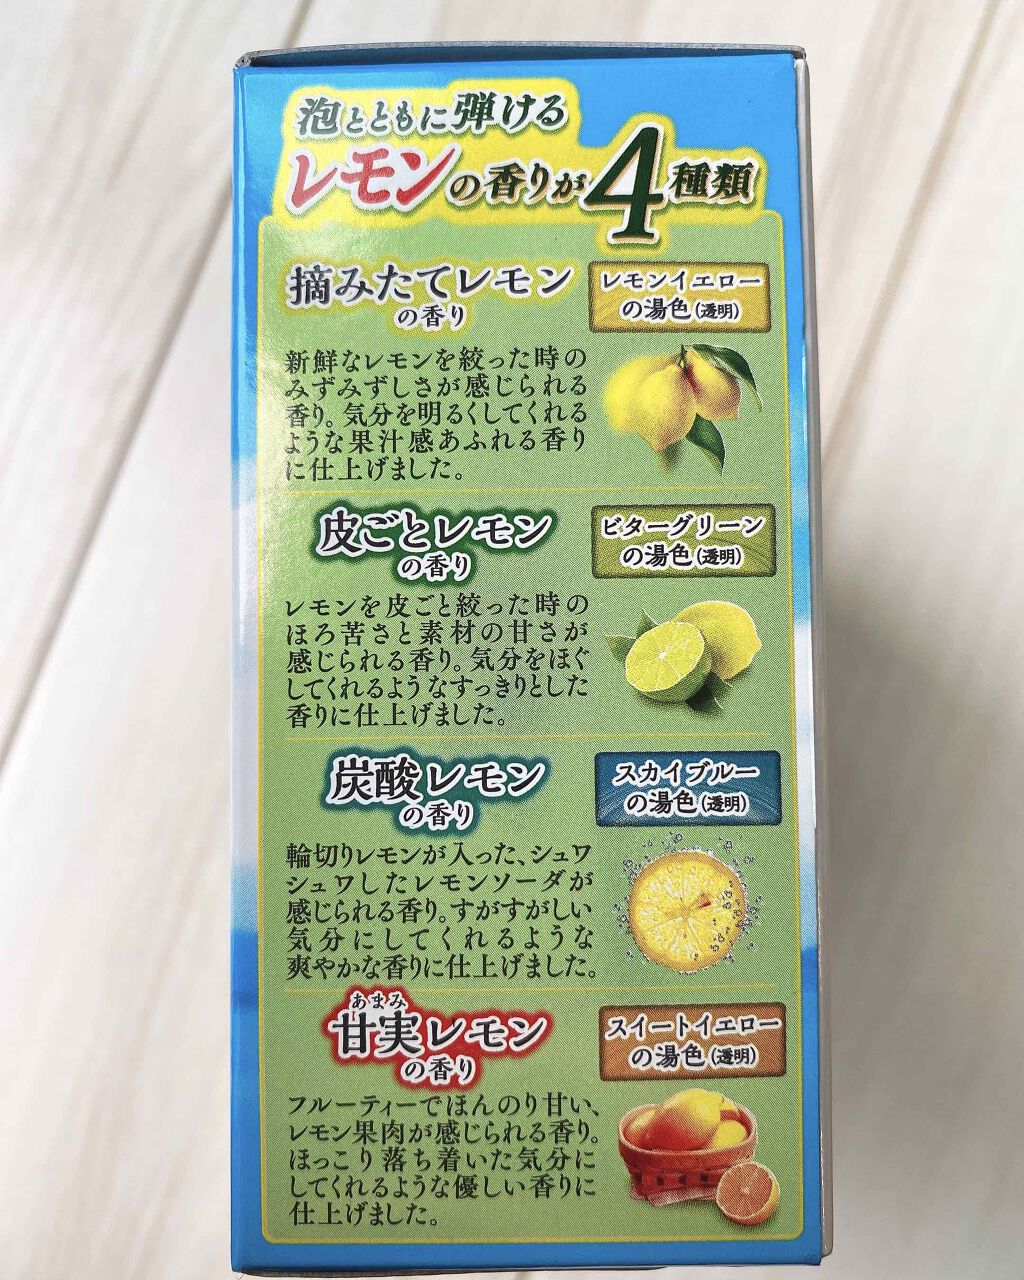 泡とともに弾ける
レモンの香りが4種類
摘みたてレモン
の香り
レモンイエロー
の湯色(透明)
新鮮なレモンを絞った時の
みずみずしさが感じられる
香り。気分を明るくしてくれる
ような果汁感あふれる香り
に仕上げました。
皮ごとレモン
の香り
ビターグリーン
の湯色(透明)
レモンを皮ごと絞った時の
ほろ苦さと素材の甘さが
感じられる香り。気分をほぐ
してくれるようなすっきりとした
香りに仕上げました。
炭酸レモン
の香り
スカイブルー
の湯色(透明)
輪切りレモンが入った、シュワ
シュワしたレモンソーダが
感じられる香り。すがすがしい
気分にしてくれるような
爽やかな香りに仕上げました。
あまみ
甘実レモン
の香り
スイートイエロー
の湯色(透明)
フルーティーでほんのり甘い、
レモン果肉が感じられる香り。
ほっこり落ち着いた気分に
してくれるような優しい香りに
仕上げました。